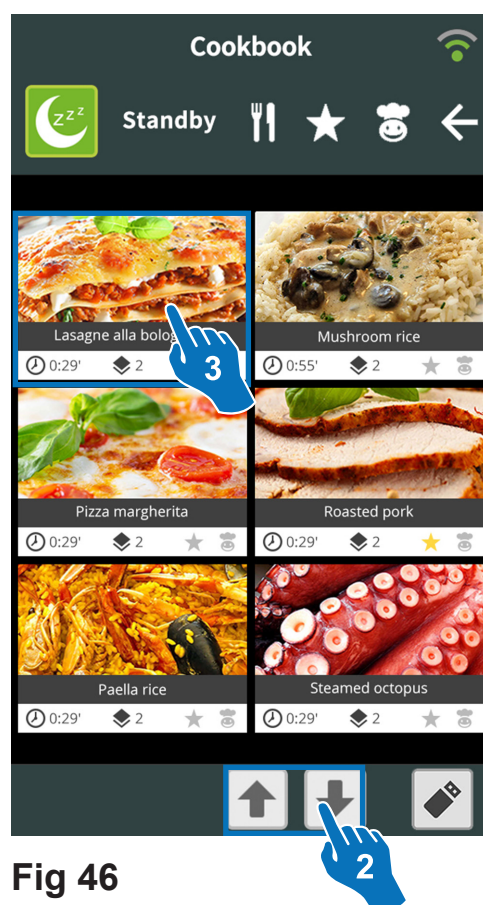 Cookbook
zzz
Standby
Lasagne alla bolog
Mushroom rice
0:29' 2
0:55' 2
3
Pizza margherita
Roasted pork
0:29' 2
0:29' 2
Paella rice
Steamed octopus
0:29' 2
0:29' 2
2
Fig 46